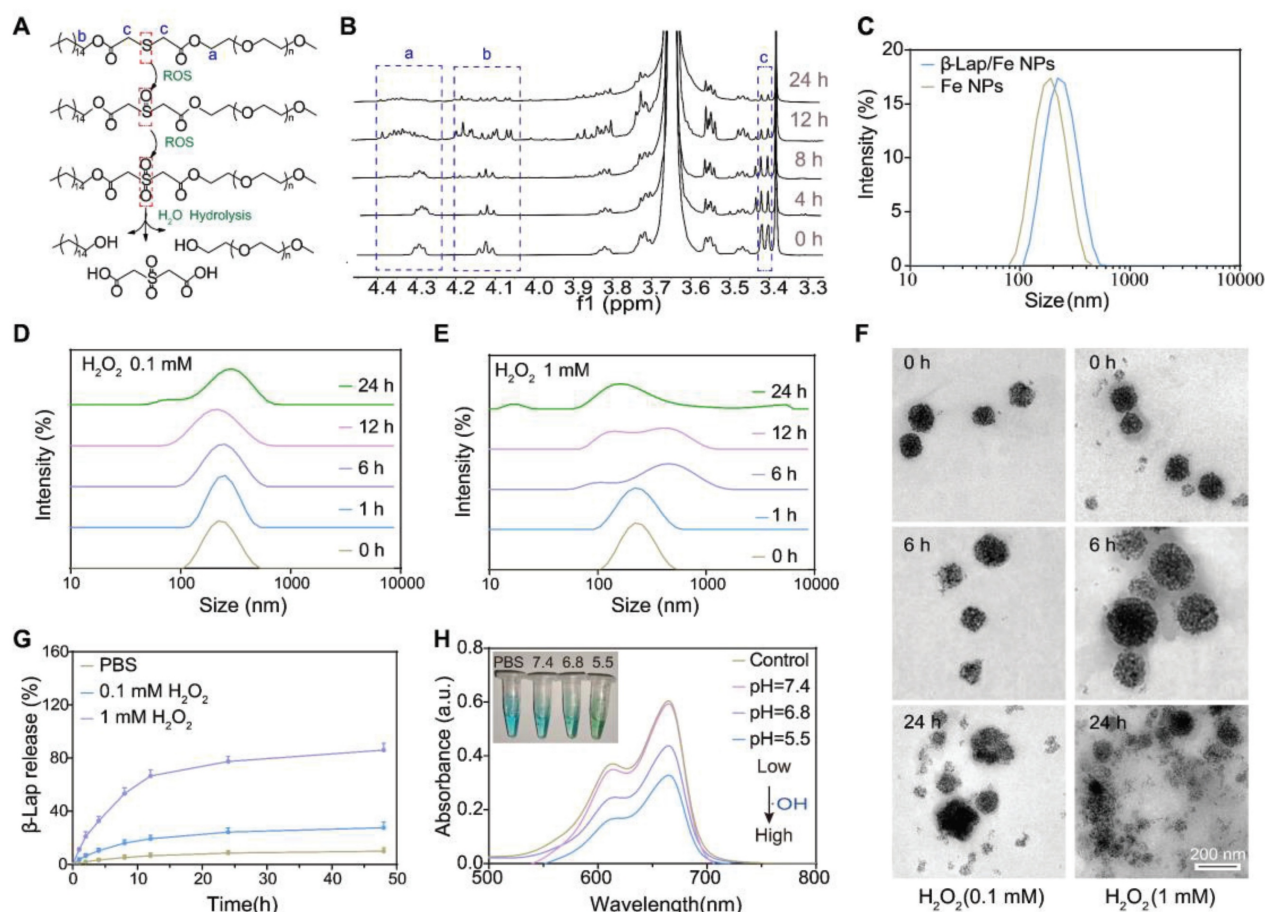 A
b
c
c
O
S
O
O
O
O
O
14
n
a
ROS
O
S
O
O
O
O
O
14
n
ROS
O
S
O
O
O
O
O
O
14
n
H₂O Hydrolysis
OH
14
HO
O
O
n
HO
O
S
O
OH
O
O
B
a
b
c
24 h
12 h
8 h
4 h
0 h
4.4 4.3 4.2 4.1 4.0 3.9 3.8 3.7 3.6 3.5 3.4 3.3
f1 (ppm)
C
β-Lap/Fe NPs
Fe NPs
20
15
10
5
0
Intensity (%)
10 100 1000 10000
Size(nm)
D
H₂O₂ 0.1 mM
24 h
12 h
6 h
1 h
0 h
Intensity (%)
10 100 1000 10000
Size (nm)
E
H₂O₂ 1 mM
24 h
12 h
6 h
1 h
0 h
Intensity (%)
10 100 1000 10000
Size (nm)
F
0 h
0 h
6 h
6 h
24 h
24 h
200 nm
H₂O₂(0.1 mM)
H₂O₂(1 mM)
G
PBS
0.1 mM H₂O₂
1 mM H₂O₂
160
120
80
40
0
β-Lap release (%)
0 10 20 30 40 50
Time(h)
H
PBS 7.4 6.8 5.5
Control
pH=7.4
pH=6.8
pH=5.5
Low
·OH
High
0.8
0.6
0.4
0.2
0.0
Absorbance (a.u.)
500 600 700 800
Wavelength(nm)